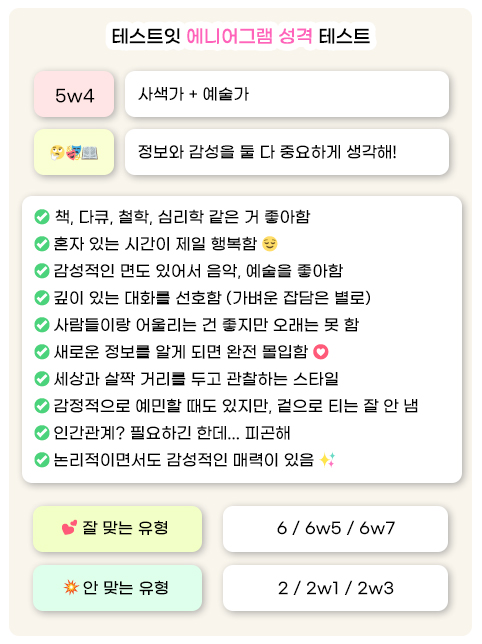 테스트잇 에니어그램 성격 테스트
5w4
사색가 + 예술가
정보와 감성을 둘 다 중요하게 생각해!
책, 다큐, 철학, 심리학 같은 거 좋아함
혼자 있는 시간이 제일 행복함 😌
감성적인 면도 있어서 음악, 예술을 좋아함
깊이 있는 대화를 선호함 (가벼운 잡담은 별로)
사람들이랑 어울리는 건 좋지만 오래는 못 함
새로운 정보를 알게 되면 완전 몰입함
세상과 살짝 거리를 두고 관찰하는 스타일
감정적으로 예민할 때도 있지만, 겉으로 티는 잘 안 냄
인간관계? 필요하긴 한데... 피곤해
논리적이면서도 감성적인 매력이 있음 ✨
💕 잘 맞는 유형
6 / 6w5 / 6w7
💥 안 맞는 유형
2 / 2w1 / 2w3